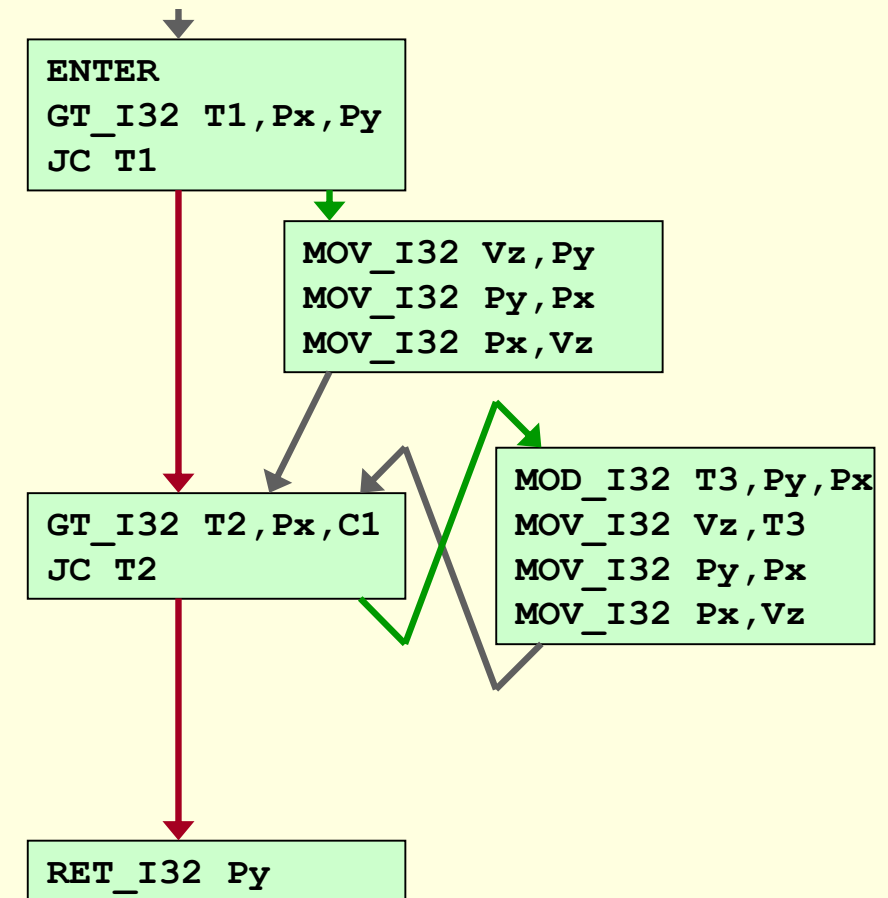 ENTER
GT_I32 T1,Px,Py
JC T1
MOV_I32 Vz,Py
MOV_I32 Py,Px
MOV_I32 Px,Vz
GT_I32 T2,Px,C1
JC T2
MOD_I32 T3,Py,Px
MOV_I32 Vz,T3
MOV_I32 Py,Px
MOV_I32 Px,Vz
RET_I32 Py